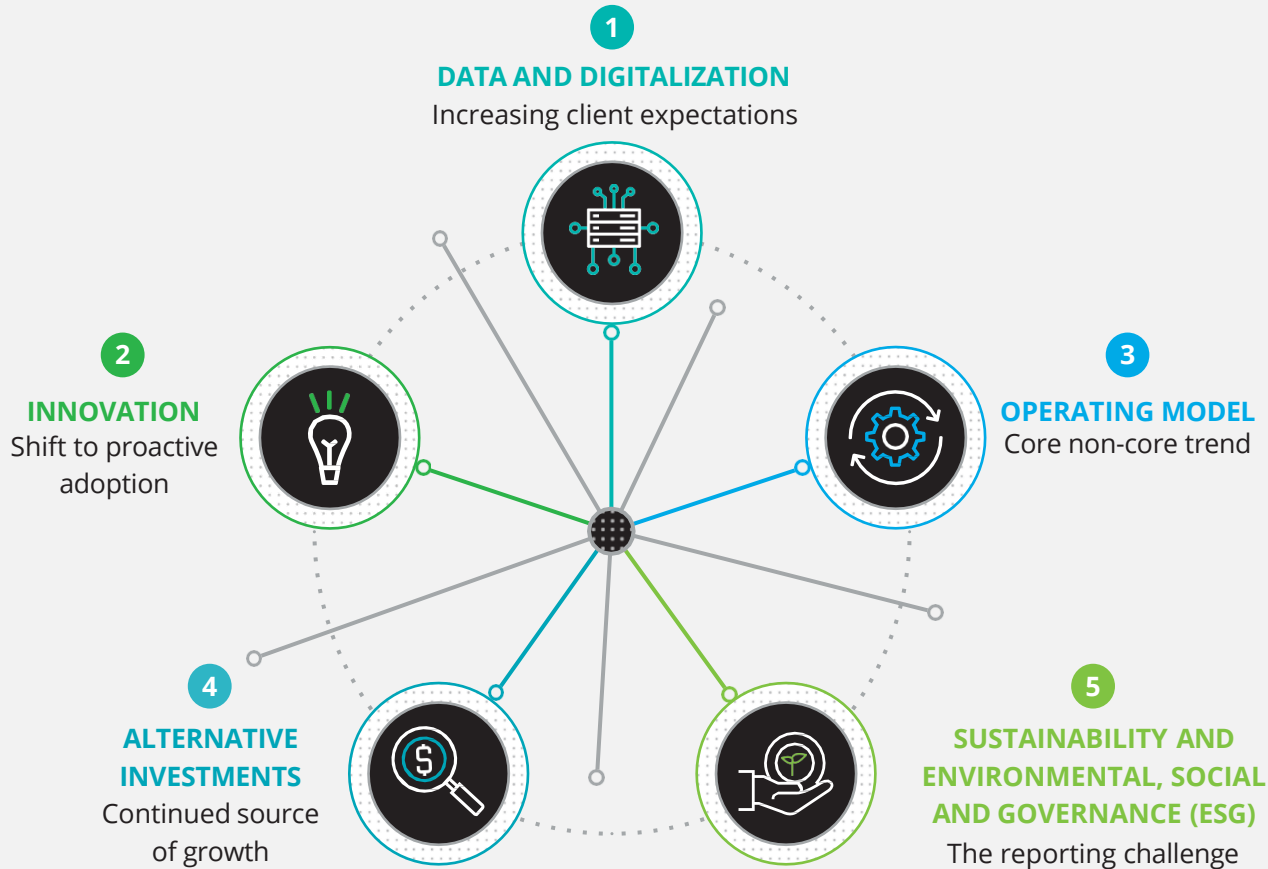 1
DATA AND DIGITALIZATION
Increasing client expectations
2
INNOVATION
Shift to proactive
adoption
3
OPERATING MODEL
Core non-core trend
4
ALTERNATIVE
INVESTMENTS
Continued source
of growth
$
5
SUSTAINABILITY AND
ENVIRONMENTAL, SOCIAL
AND GOVERNANCE (ESG)
The reporting challenge